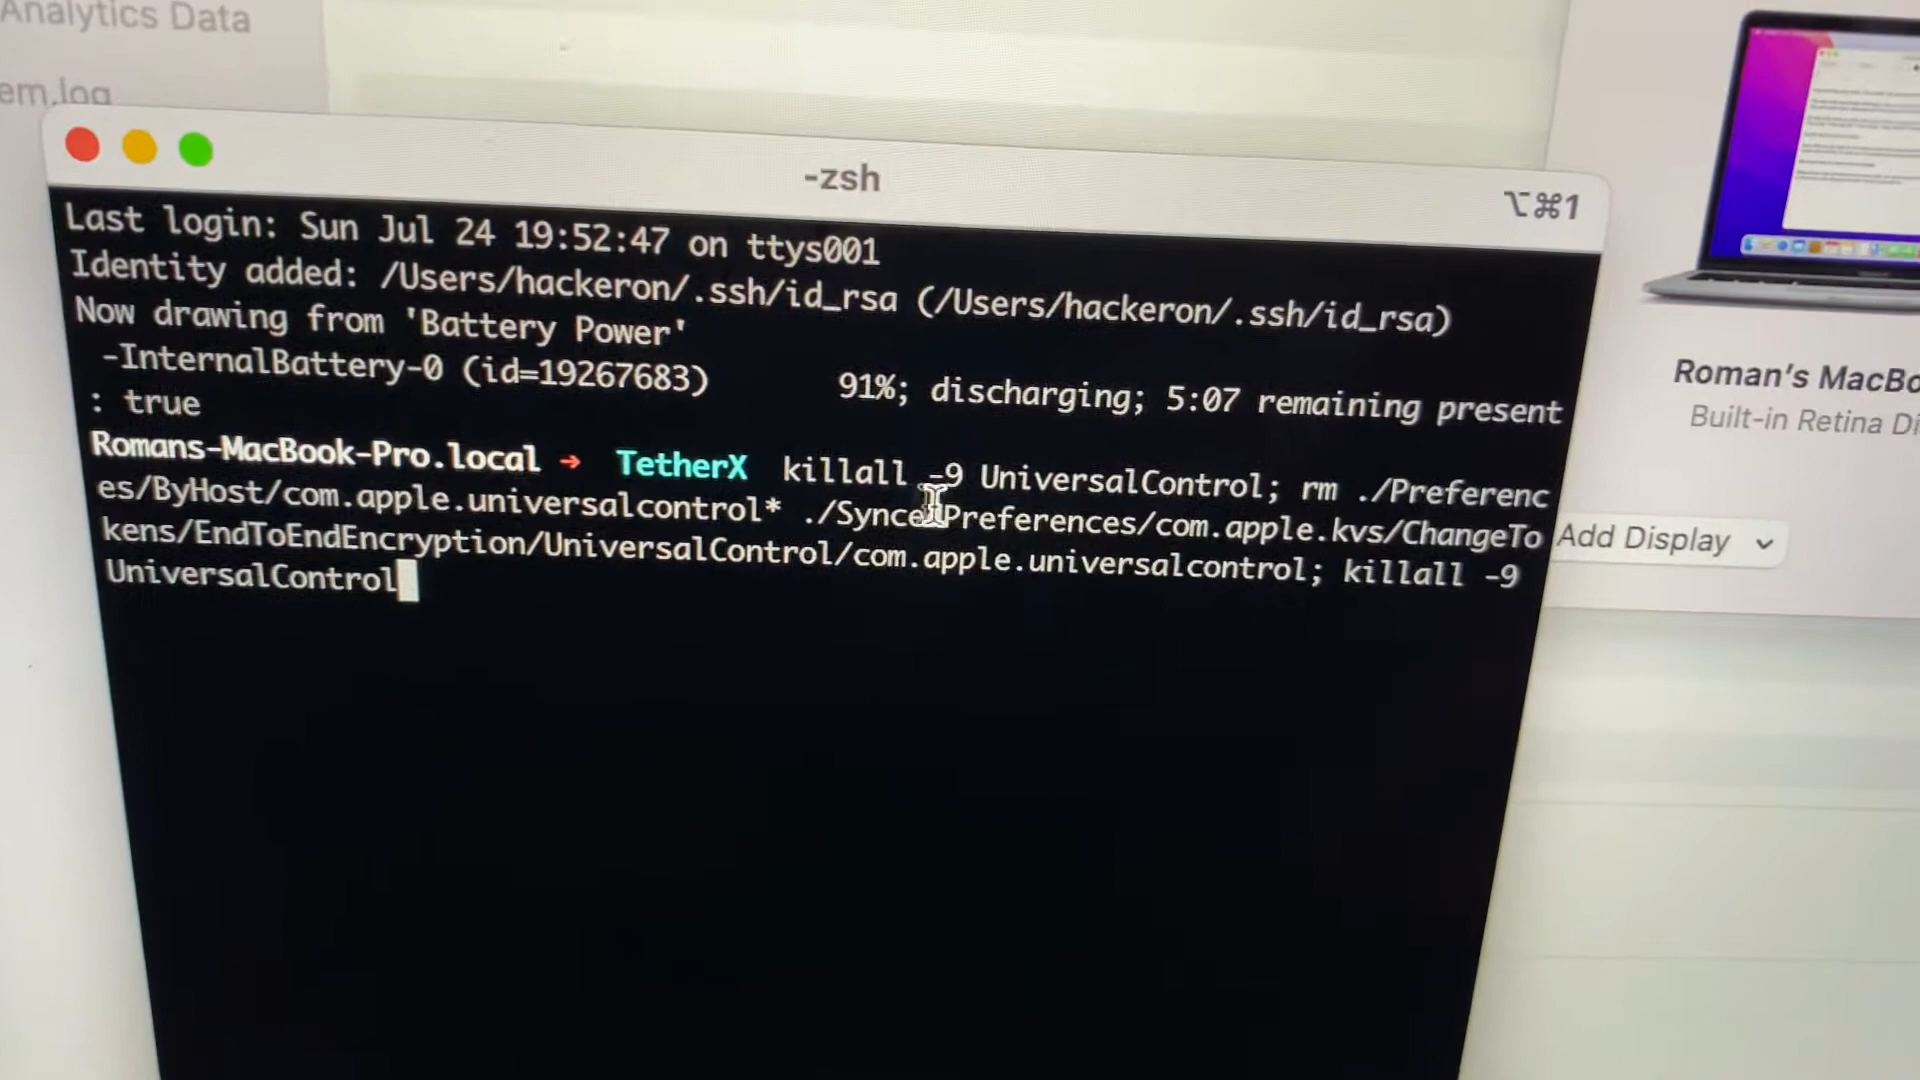 Analytics Data
em.log
-zsh
⌥⌘1
Last login: Sun Jul 24 19:52:47 on ttys001
Identity added: /Users/hackeron/.ssh/id_rsa (/Users/hackeron/.ssh/id_rsa)
Now drawing from 'Battery Power'
-InternalBattery-0 (id=19267683) 91%; discharging; 5:07 remaining present
: true
Romans-MacBook-Pro.local → TetherX killall -9 UniversalControl; rm ./Preferenc
es/ByHost/com.apple.universalcontrol* ./SyncedPreferences/com.apple.kvs/ChangeTo
kens/EndToEndEncryption/UniversalControl/com.apple.universalcontrol; killall -9
UniversalControl
Roman's MacBo
Built-in Retina Di
Add Display